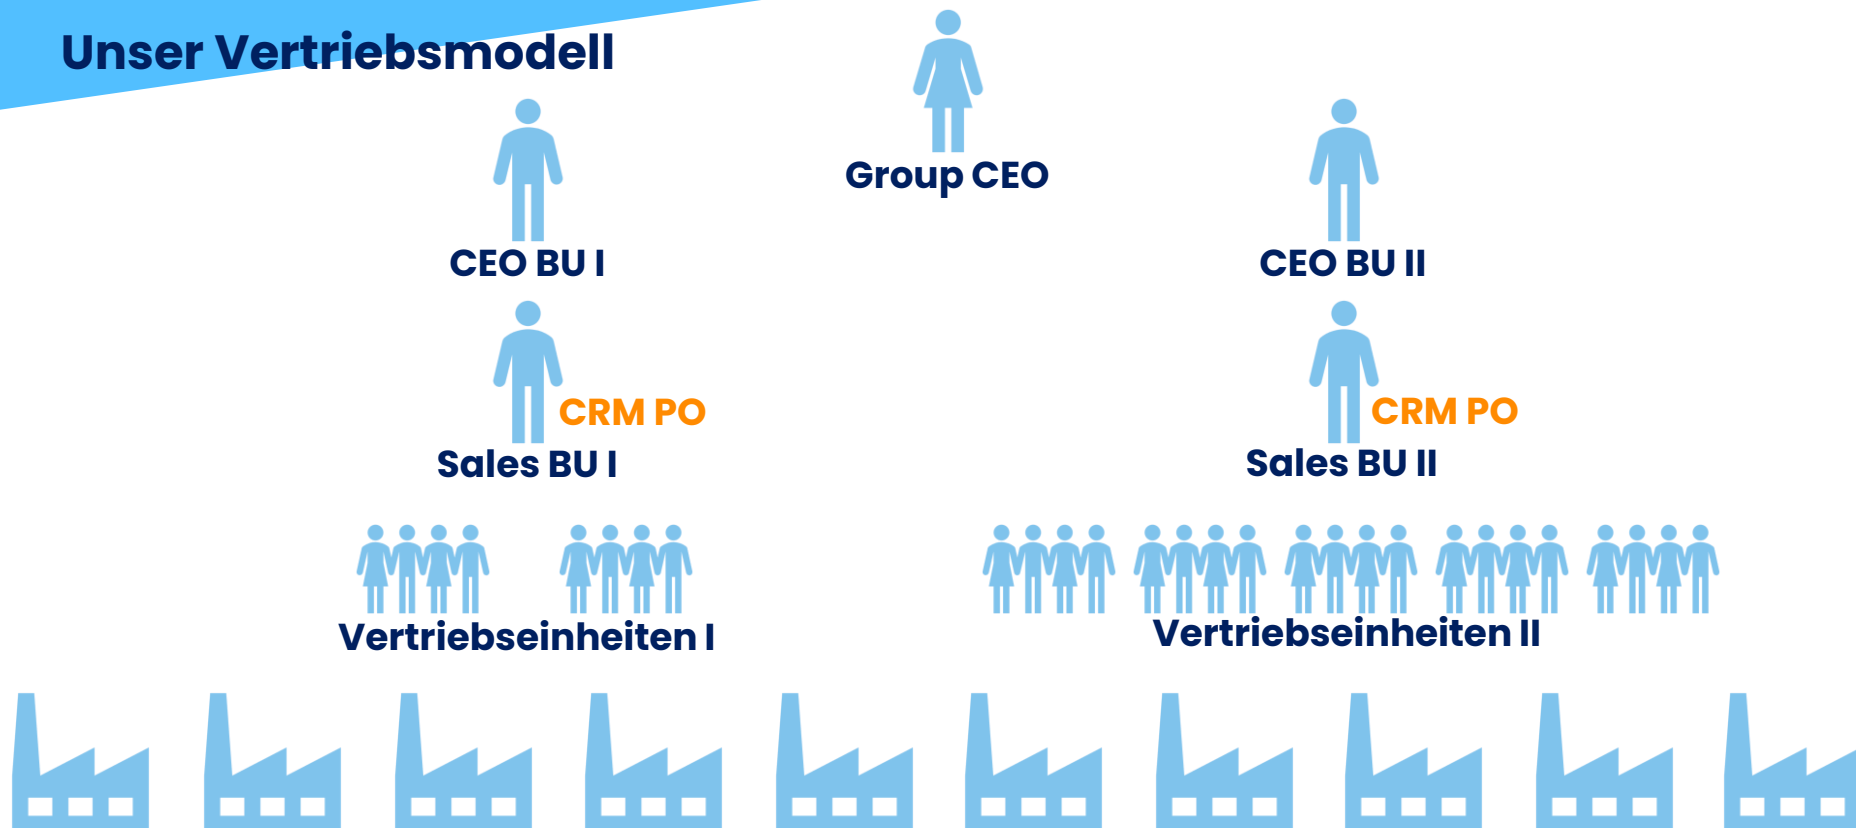 Unser Vertriebsmodell
Group CEO
CEO BU I
CEO BU II
CRM PO
CRM PO
Sales BU I
Sales BU II
Vertriebseinheiten I
Vertriebseinheiten II